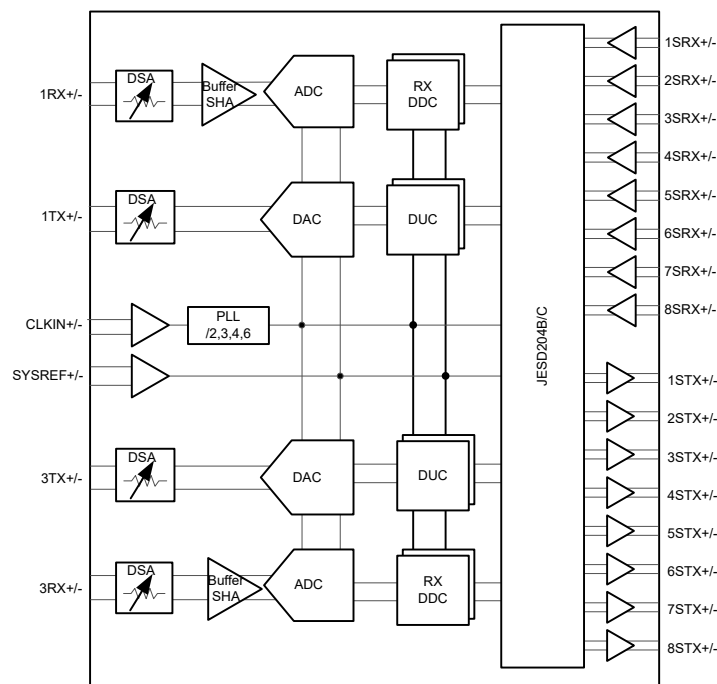 1RX+/-
DSA
Buffer
SHA
ADC
RX
DDC
1TX+/-
DSA
DAC
DUC
CLKIN+/-
PLL
/2,3,4,6
SYSREF+/-
3TX+/-
DSA
DAC
DUC
3RX+/-
DSA
Buffer
SHA
ADC
RX
DDC
JESD204B/C
1SRX+/-
2SRX+/-
3SRX+/-
4SRX+/-
5SRX+/-
6SRX+/-
7SRX+/-
8SRX+/-
1STX+/-
2STX+/-
3STX+/-
4STX+/-
5STX+/-
6STX+/-
7STX+/-
8STX+/-